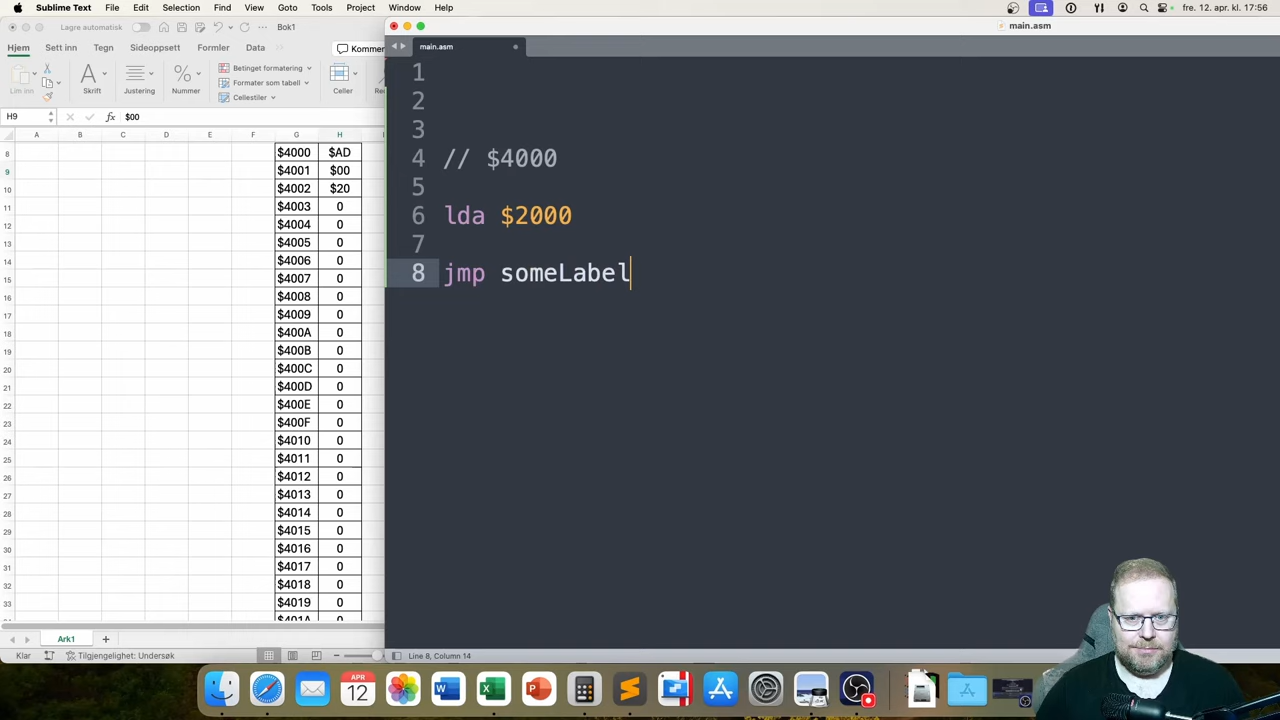 Sublime Text File Edit Selection Find View Goto Tools Project Window Help
fre. 12. apr. kl. 17:56
Lagre automatisk
Bok1
Hjem Sett inn Tegn Sideoppsett Formler Data
Kommen
Lim inn
Skrift
Justering
Nummer
Betinget formatering
Formater som tabell
Cellestiler
Celler
H9 fx $00
A B C D E F G H
8 $4000 $AD
9 $4001 $00
10 $4002 $20
11 $4003 0
12 $4004 0
13 $4005 0
14 $4006 0
15 $4007 0
16 $4008 0
17 $4009 0
18 $400A 0
19 $400B 0
20 $400C 0
21 $400D 0
22 $400E 0
23 $400F 0
24 $4010 0
25 $4011 0
26 $4012 0
27 $4013 0
28 $4014 0
29 $4015 0
30 $4016 0
31 $4017 0
32 $4018 0
33 $4019 0
$401A 0
Ark1
Klar Tilgjengelighet: Undersøk
main.asm
main.asm
1
2
3
4 // $4000
5
6 lda $2000
7
8 jmp someLabel
Line 8, Column 14
APR
12